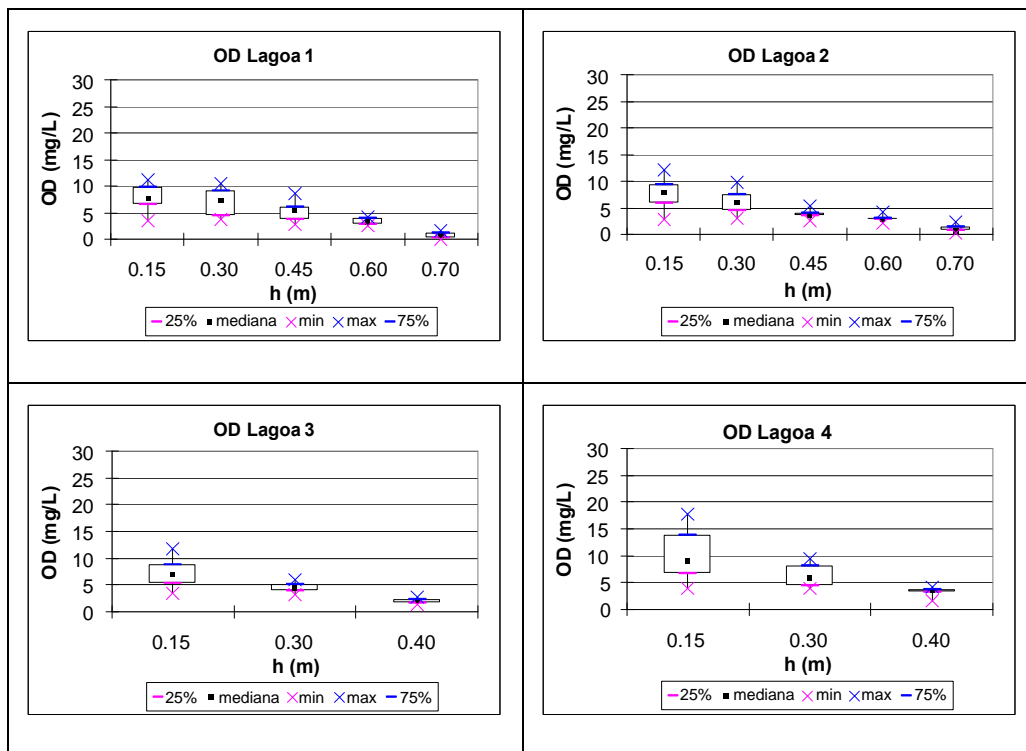 OD Lagoa 1
30
25
20
15
10
5
0
OD (mg/L)
0.15 0.30 0.45 0.60 0.70
h (m)
25% mediana min max 75%
OD Lagoa 2
30
25
20
15
10
5
0
OD (mg/L)
0.15 0.30 0.45 0.60 0.70
h (m)
25% mediana min max 75%
OD Lagoa 3
30
25
20
15
10
5
0
OD (mg/L)
0.15 0.30 0.40
h (m)
25% mediana min max 75%
OD Lagoa 4
30
25
20
15
10
5
0
OD (mg/L)
0.15 0.30 0.40
h (m)
25% mediana min max 75%